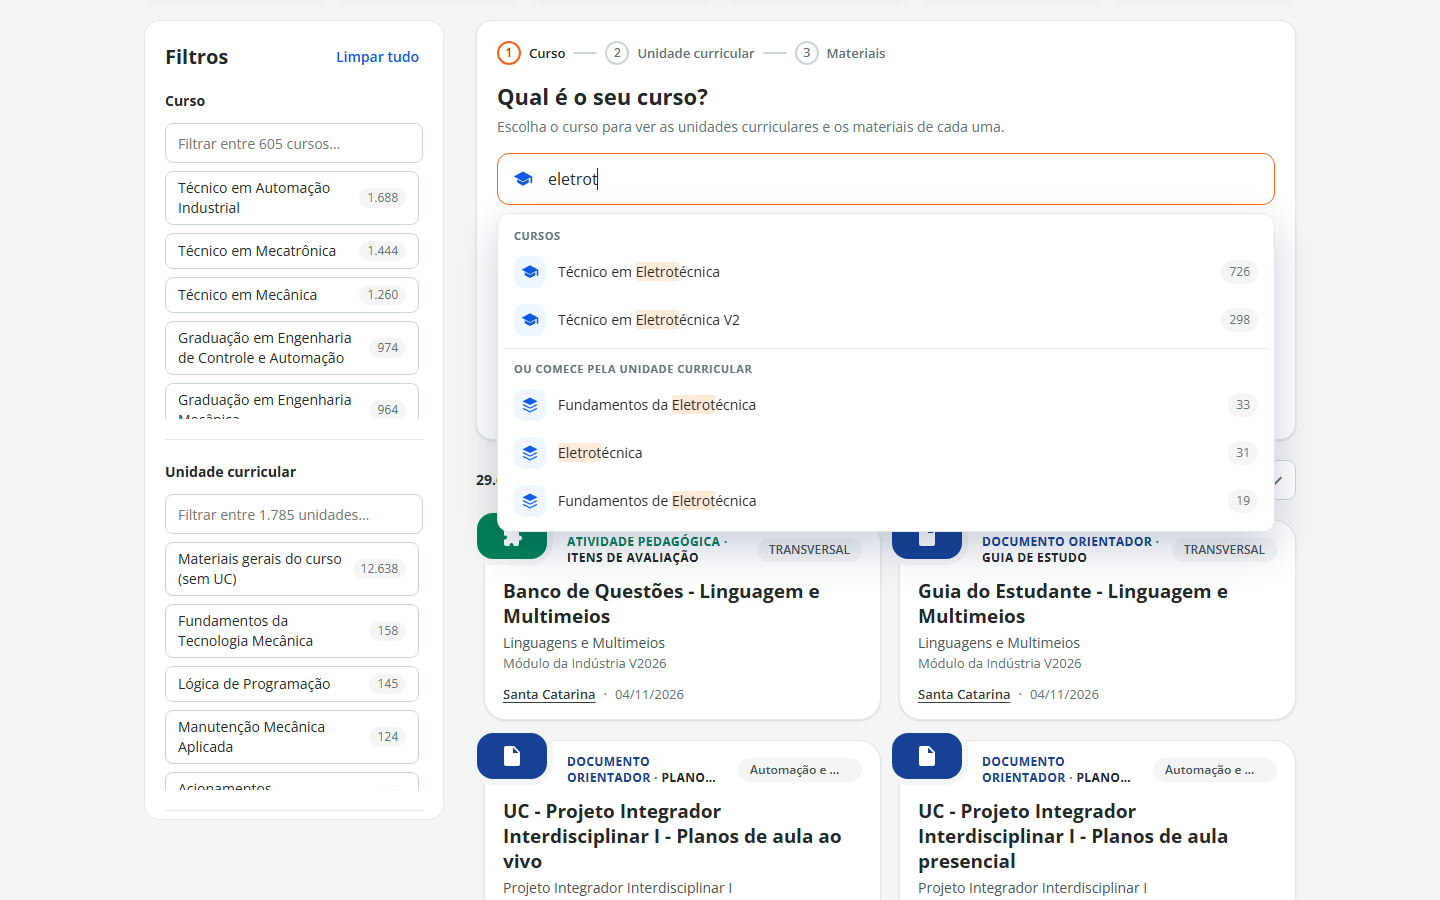 Filtros
Limpar tudo
Curso
Filtrar entre 605 cursos...
Técnico em Automação
Industrial
1.688
Técnico em Mecatrônica
1.444
Técnico em Mecânica
1.260
Graduação em Engenharia
de Controle e Automação
974
Graduação em Engenharia
Mecânica
964
Unidade curricular
Filtrar entre 1.785 unidades...
Materiais gerais do curso
(sem UC)
12.638
Fundamentos da
Tecnologia Mecânica
158
Lógica de Programação
145
Manutenção Mecânica
Aplicada
124
Acionamentos
1 Curso
2 Unidade curricular
3 Materiais
Qual é o seu curso?
Escolha o curso para ver as unidades curriculares e os materiais de cada uma.
eletrot
CURSOS
Técnico em Eletrotécnica
726
Técnico em Eletrotécnica V2
298
OU COMECE PELA UNIDADE CURRICULAR
Fundamentos da Eletrotécnica
33
Eletrotécnica
31
Fundamentos de Eletrotécnica
19
29.
ATIVIDADE PEDAGÓGICA ·
ITENS DE AVALIAÇÃO
TRANSVERSAL
Banco de Questões - Linguagem e
Multimeios
Linguagens e Multimeios
Módulo da Indústria V2026
Santa Catarina · 04/11/2026
DOCUMENTO ORIENTADOR ·
GUIA DE ESTUDO
TRANSVERSAL
Guia do Estudante - Linguagem e
Multimeios
Linguagens e Multimeios
Módulo da Indústria V2026
Santa Catarina · 04/11/2026
DOCUMENTO
ORIENTADOR · PLANO...
Automação e ...
UC - Projeto Integrador
Interdisciplinar I - Planos de aula ao
vivo
Projeto Integrador Interdisciplinar I
DOCUMENTO
ORIENTADOR · PLANO...
Automação e ...
UC - Projeto Integrador
Interdisciplinar I - Planos de aula
presencial
Projeto Integrador Interdisciplinar I